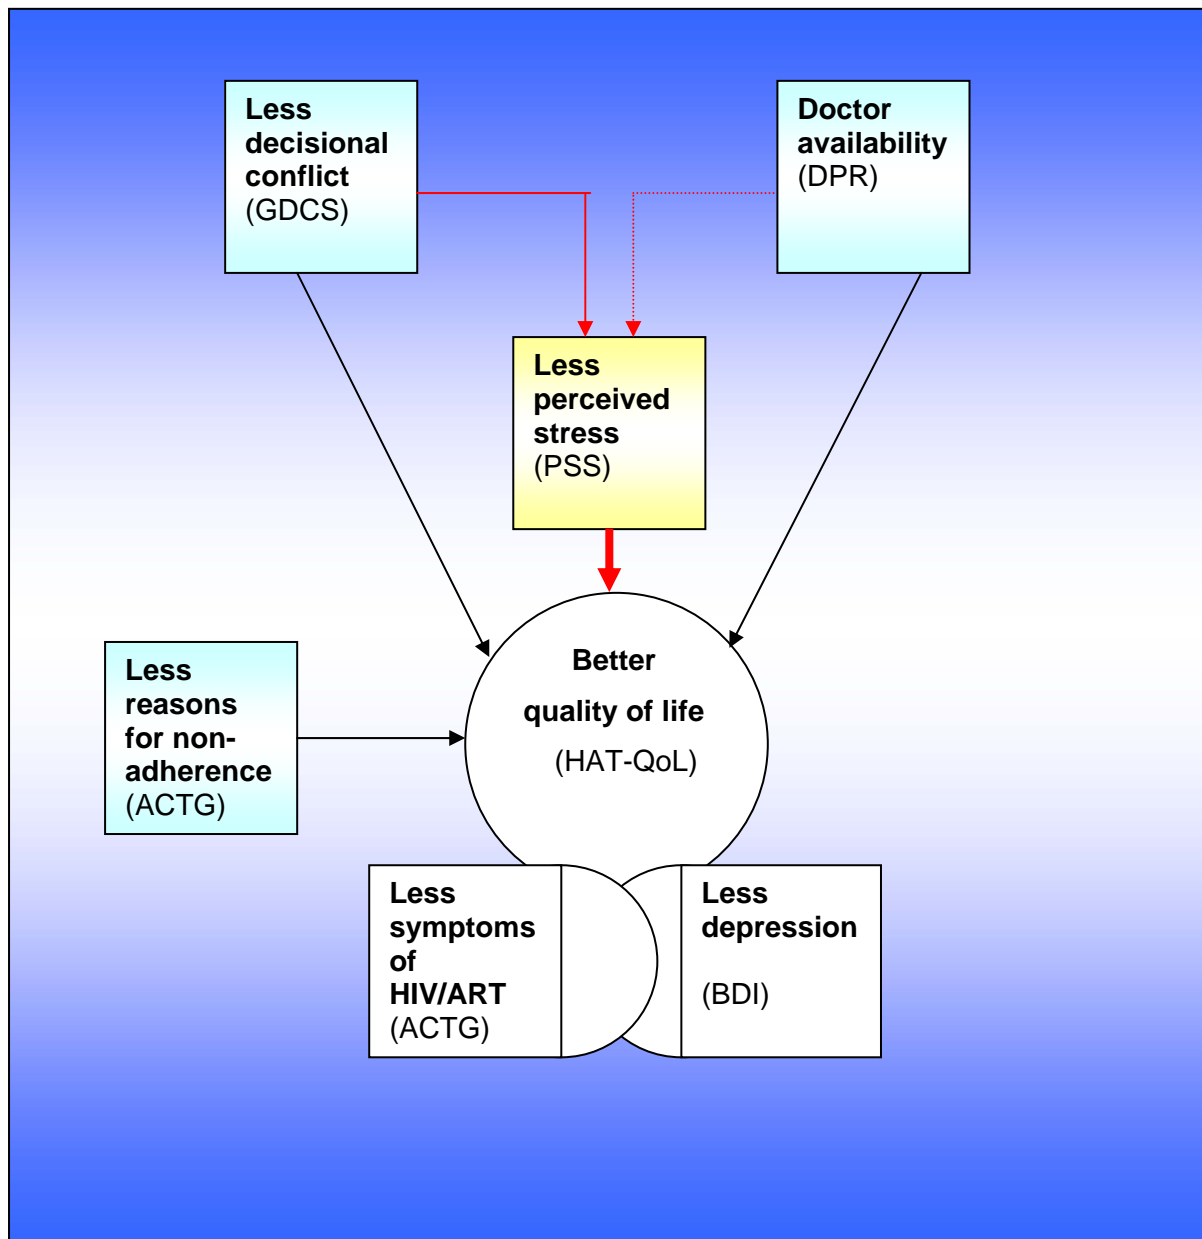 Less
decisional
conflict
(GDCS)
Doctor
availability
(DPR)
Less
perceived
stress
(PSS)
Better
quality of life
(HAT-QoL)
Less
reasons
for non-
adherence
(ACTG)
Less
symptoms
of
HIV/ART
(ACTG)
Less
depression
(BDI)